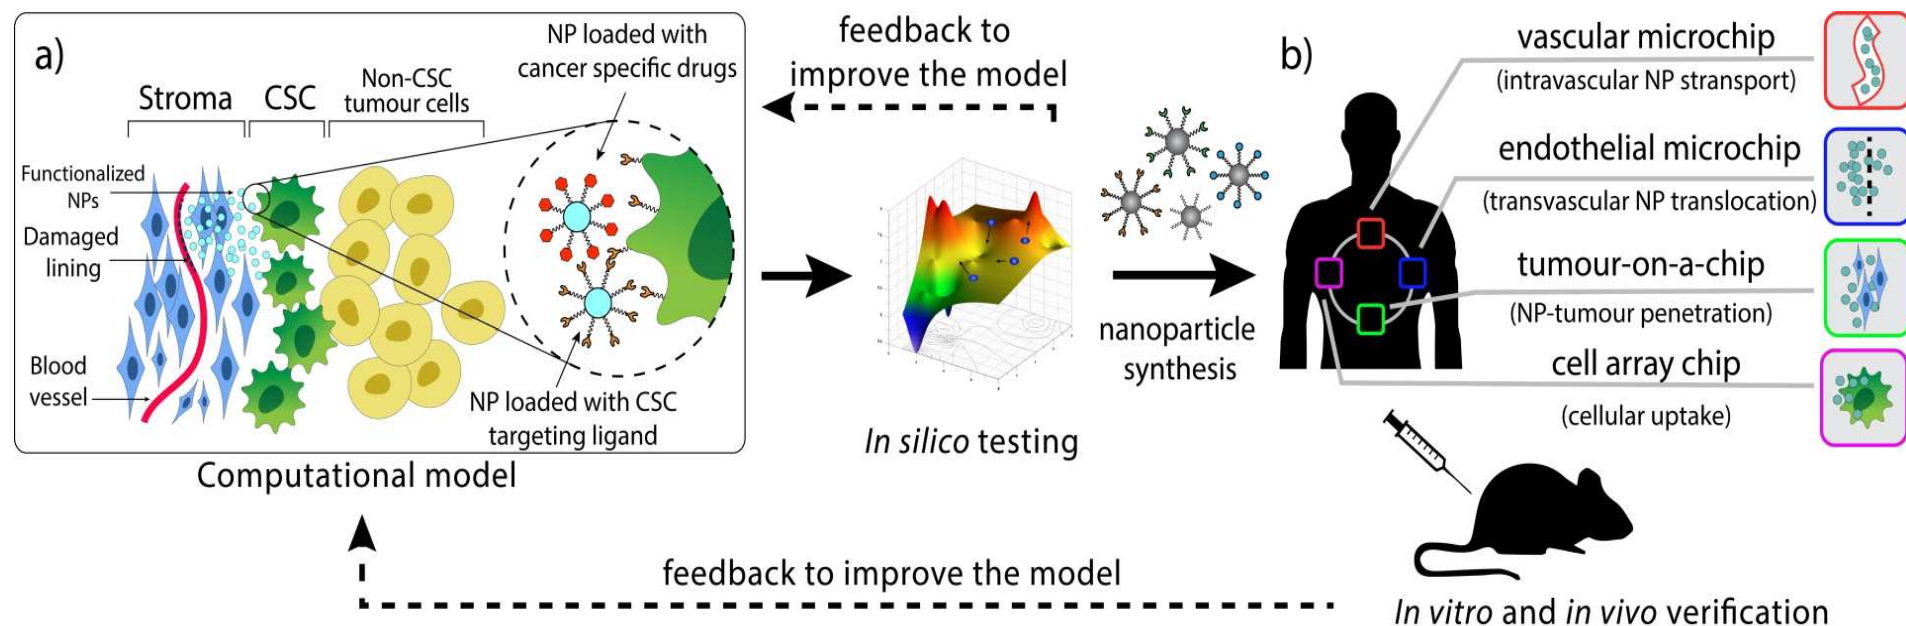 a)
NP loaded with
cancer specific drugs
Stroma
CSC
Non-CSC
tumour cells
Functionalized
NPs
Damaged
lining
Blood
vessel
NP loaded with CSC
targeting ligand
Computational model
feedback to
improve the model
In silico testing
nanoparticle
synthesis
b)
vascular microchip
(intravascular NP stransport)
endothelial microchip
(transvascular NP translocation)
tumour-on-a-chip
(NP-tumour penetration)
cell array chip
(cellular uptake)
feedback to improve the model
In vitro and in vivo verification